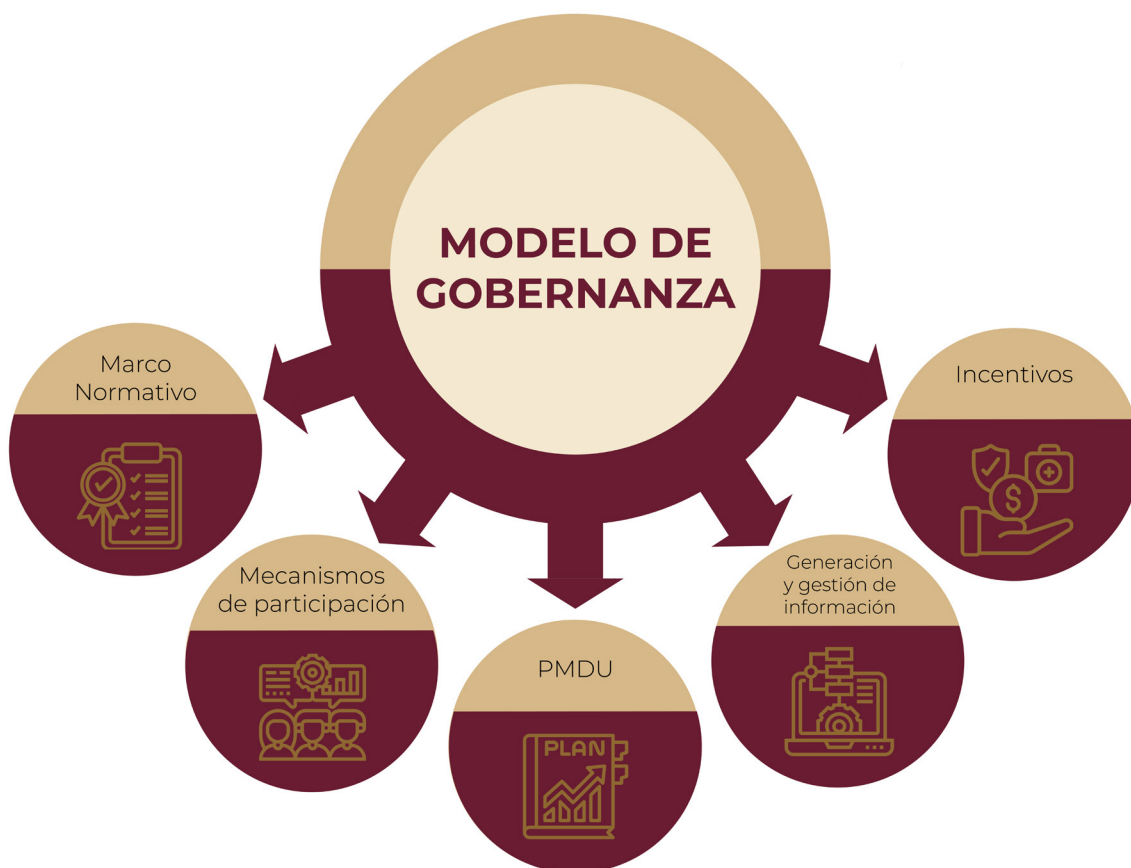 MODELO DE
GOBERNANZA
Marco
Normativo
Mecanismos
de participación
PMDU
PLAN
Generación
y gestión de
información
Incentivos
$